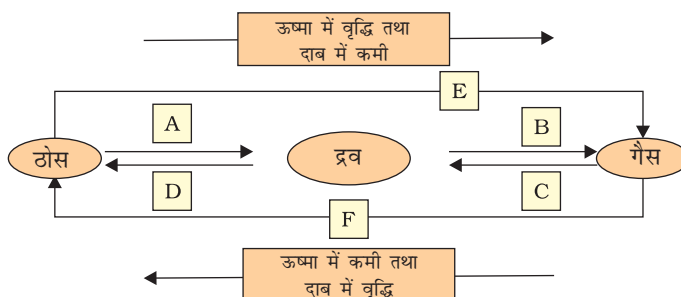 ऊष्मा में वृद्धि तथा
दाब में कमी
E
A
B
ठोस
द्रव
गैस
D
C
F
ऊष्मा में कमी तथा
दाब में वृद्धि